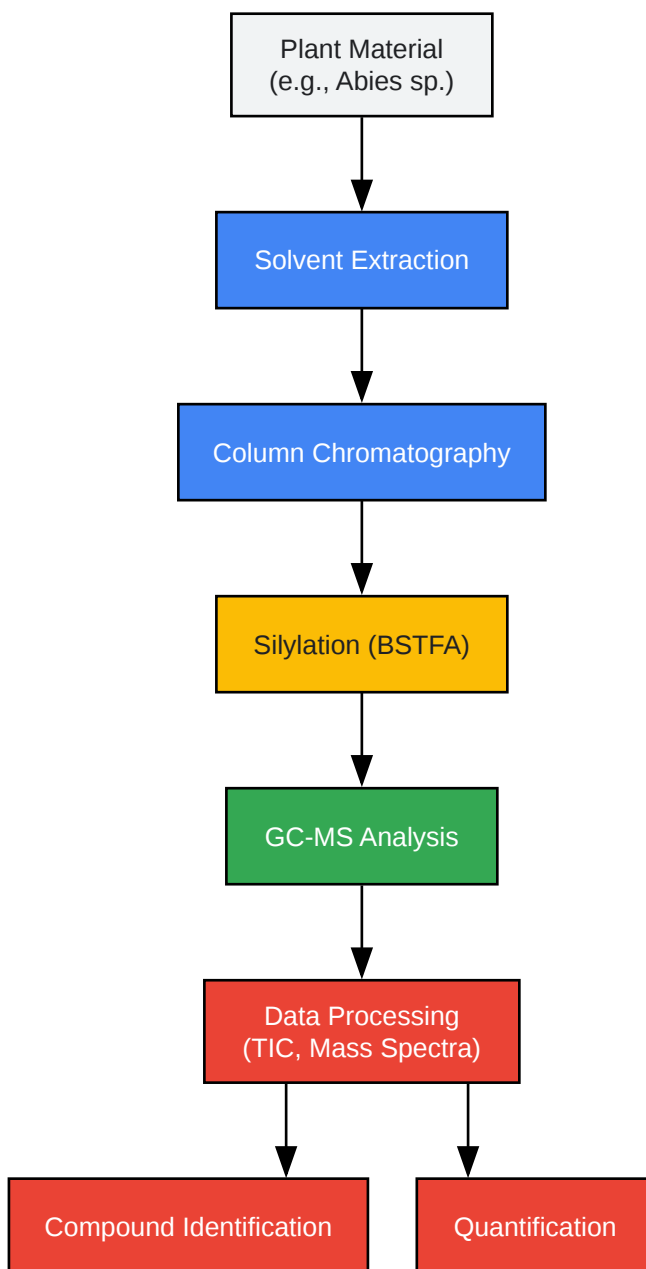 Plant Material
(e.g., Abies sp.)
Solvent Extraction
Column Chromatography
Silylation (BSTFA)
GC-MS Analysis
Data Processing
(TIC, Mass Spectra)
Compound Identification
Quantification